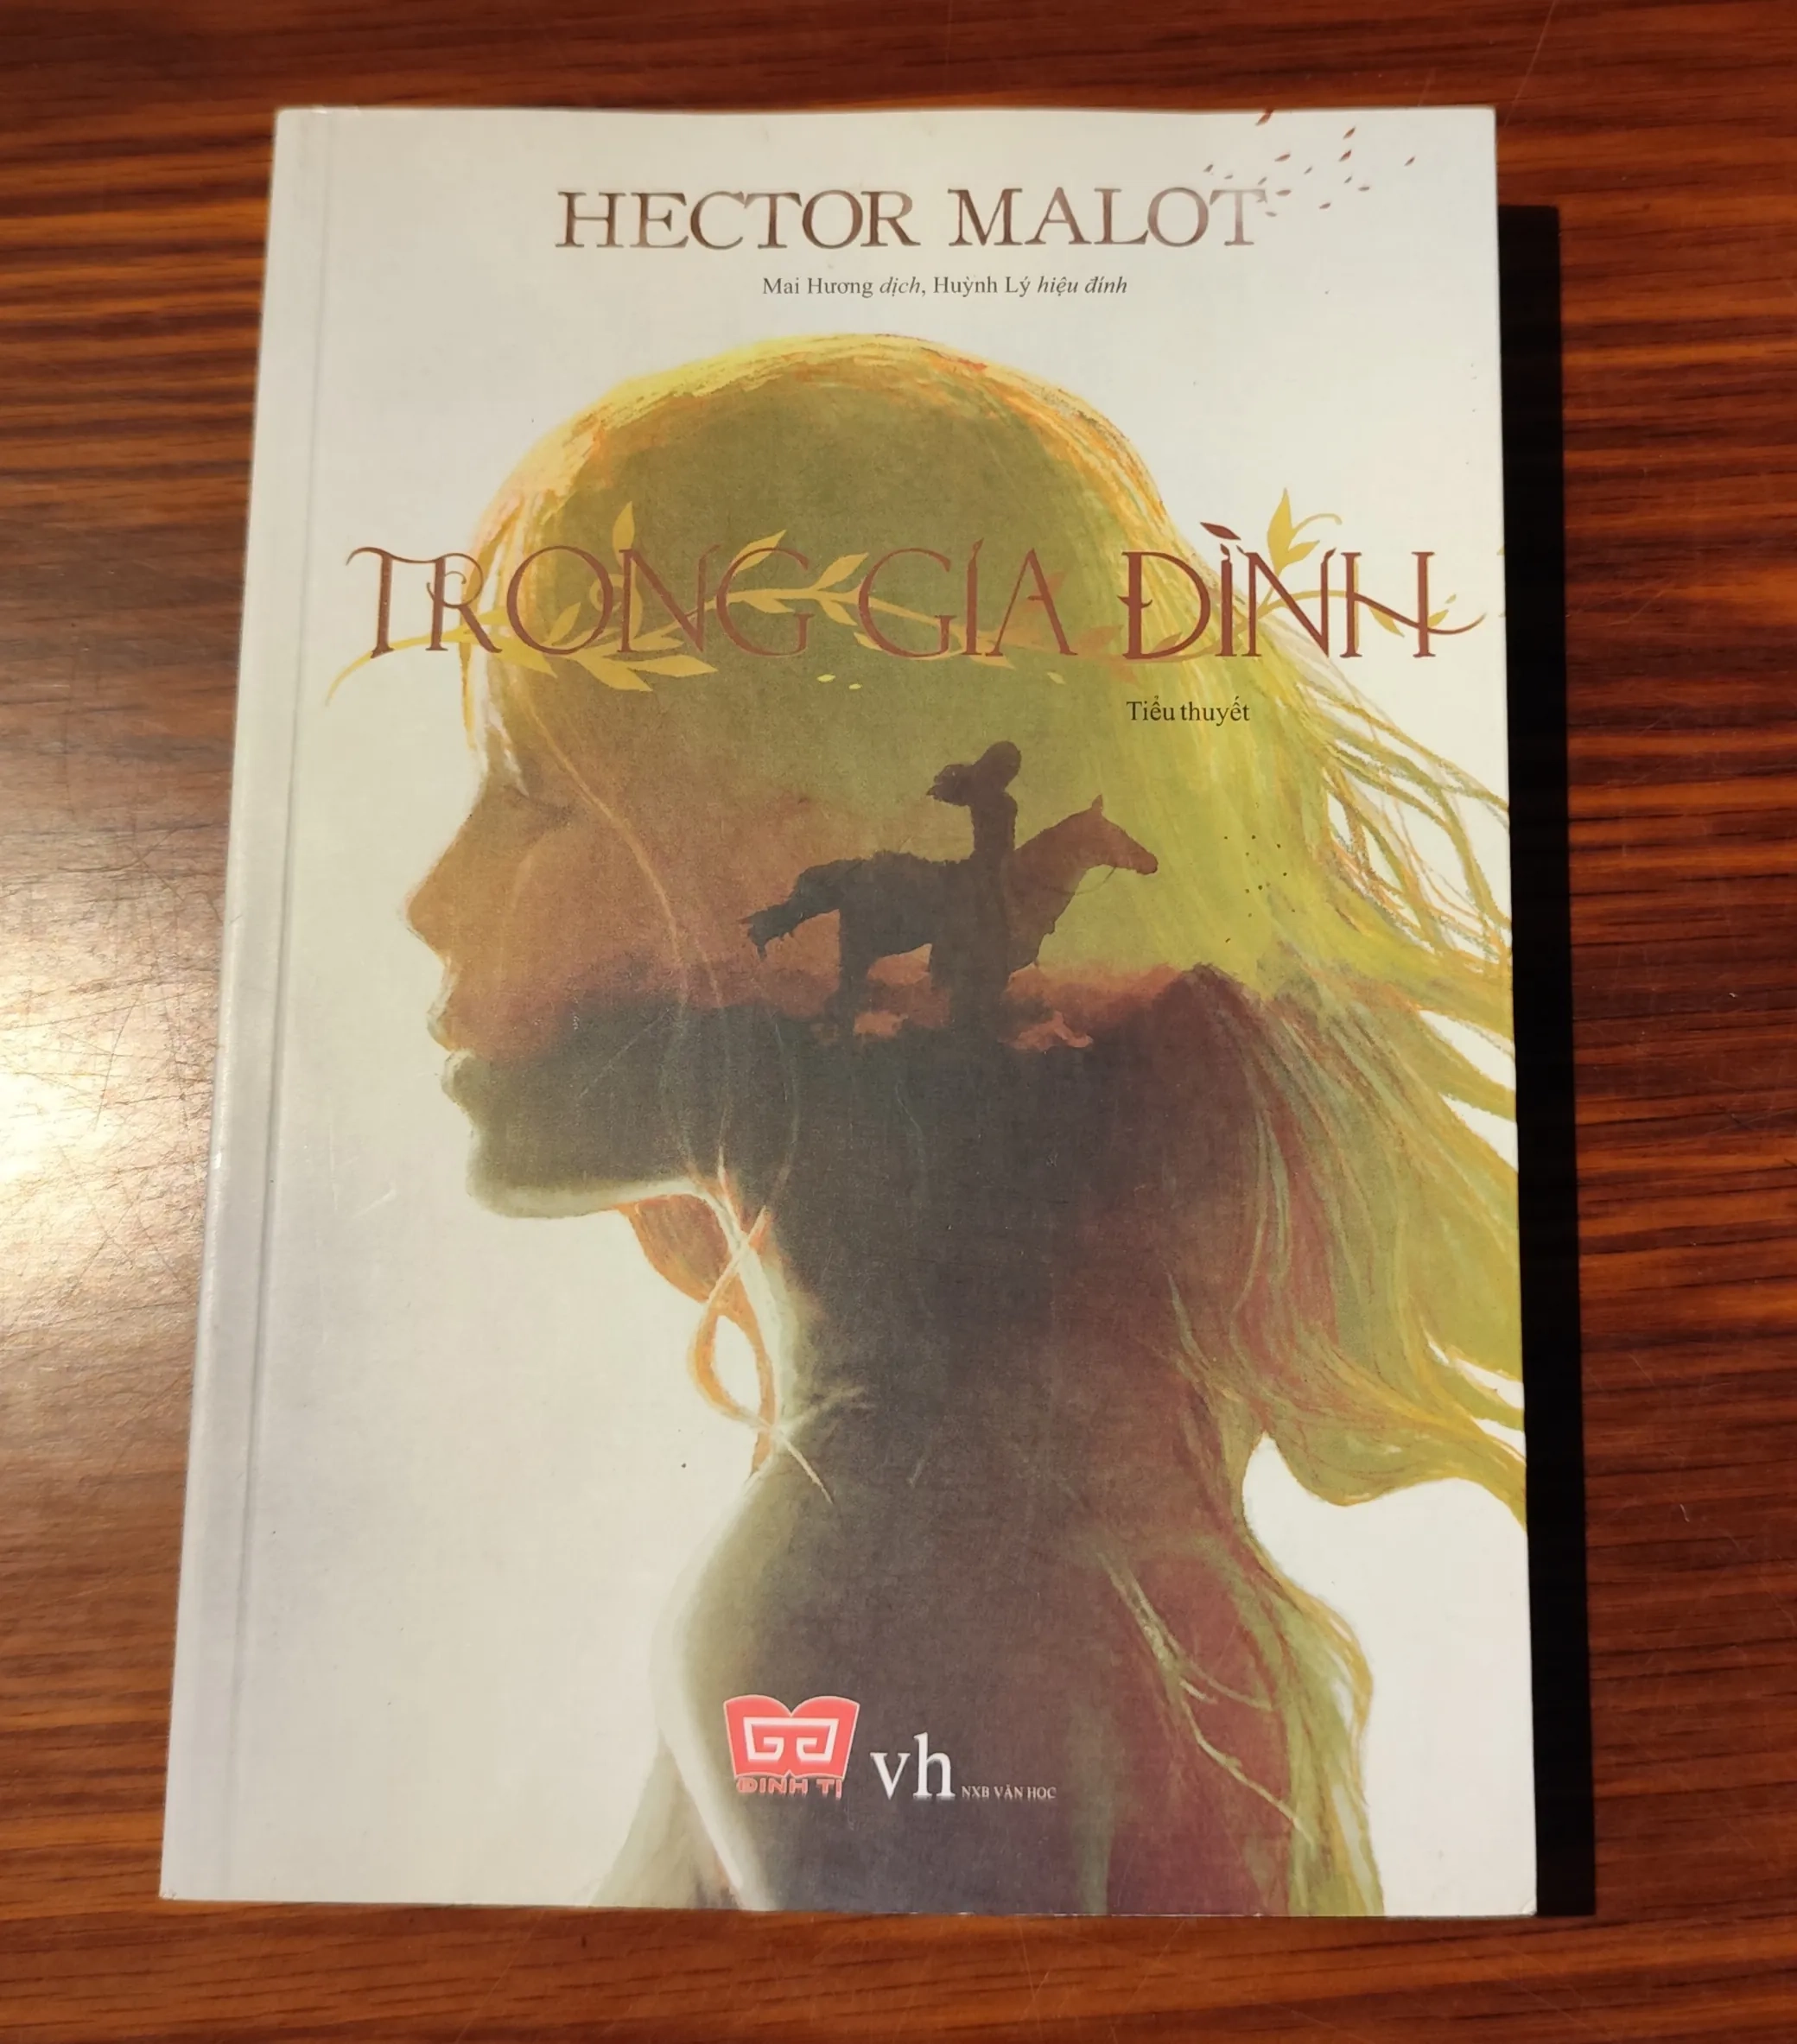 HECTOR MALOT
Mai Hương dịch, Huỳnh Lý hiệu đính
TRONG GIA ĐÌNH
Tiểu thuyết
ĐINH TỊ
vh NXB VĂN HỌC